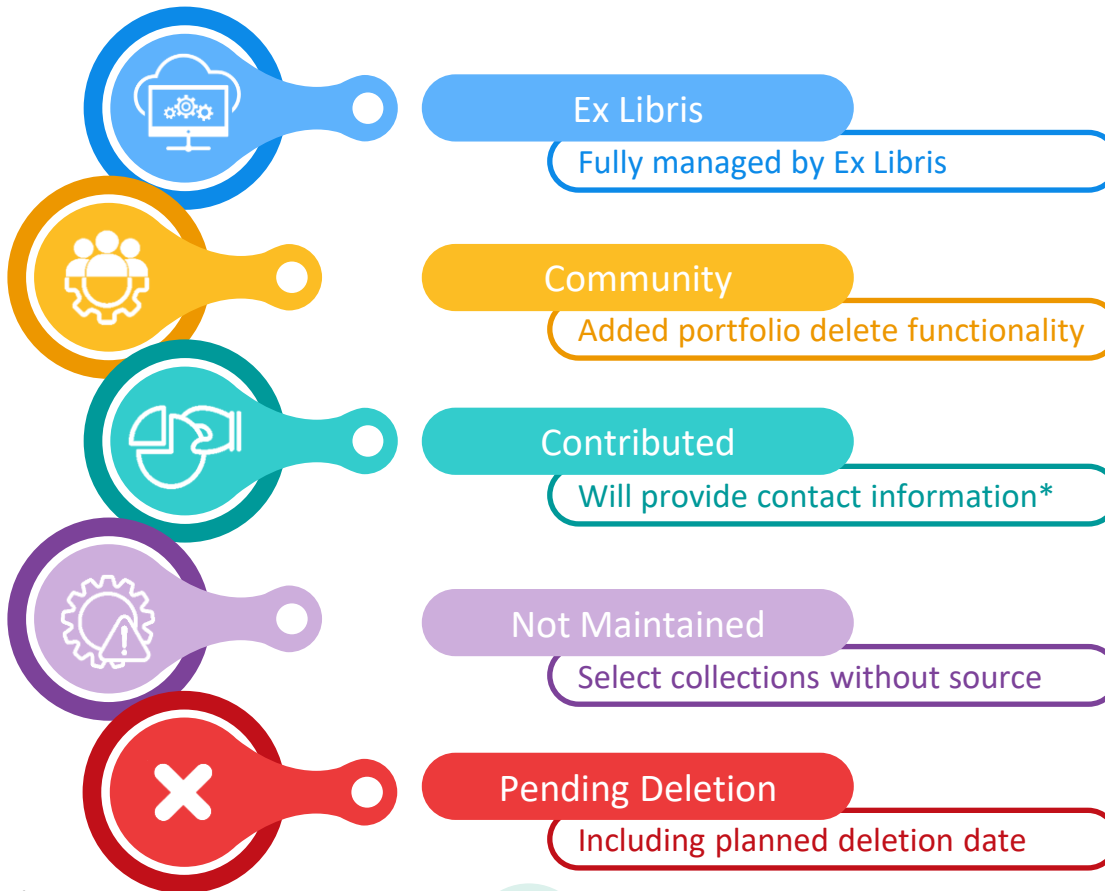 Ex Libris
Fully managed by Ex Libris
Community
Added portfolio delete functionality
Contributed
Will provide contact information*
Not Maintained
Select collections without source
Pending Deletion
Including planned deletion date